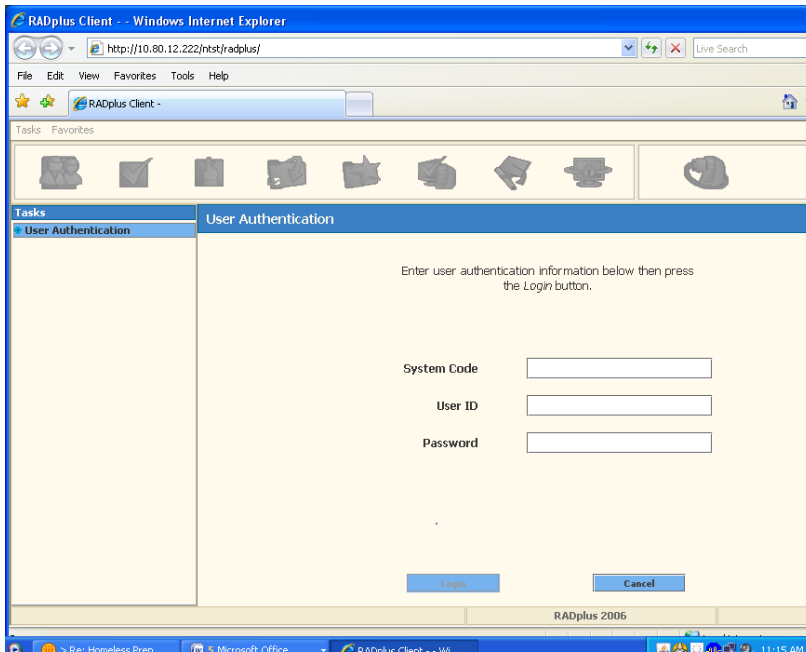 RADplus Client - - Windows Internet Explorer
http://10.80.12.222/ntst/radplus/
Live Search
File Edit View Favorites Tools Help
RADplus Client -
Tasks Favorites
Tasks
User Authentication
User Authentication
Enter user authentication information below then press
the Login button.
System Code
User ID
Password
Login
Cancel
RADplus 2006
> Re: Homeless Prep
5 Microsoft Office
RADplus Client - - Wi
11:15 AM